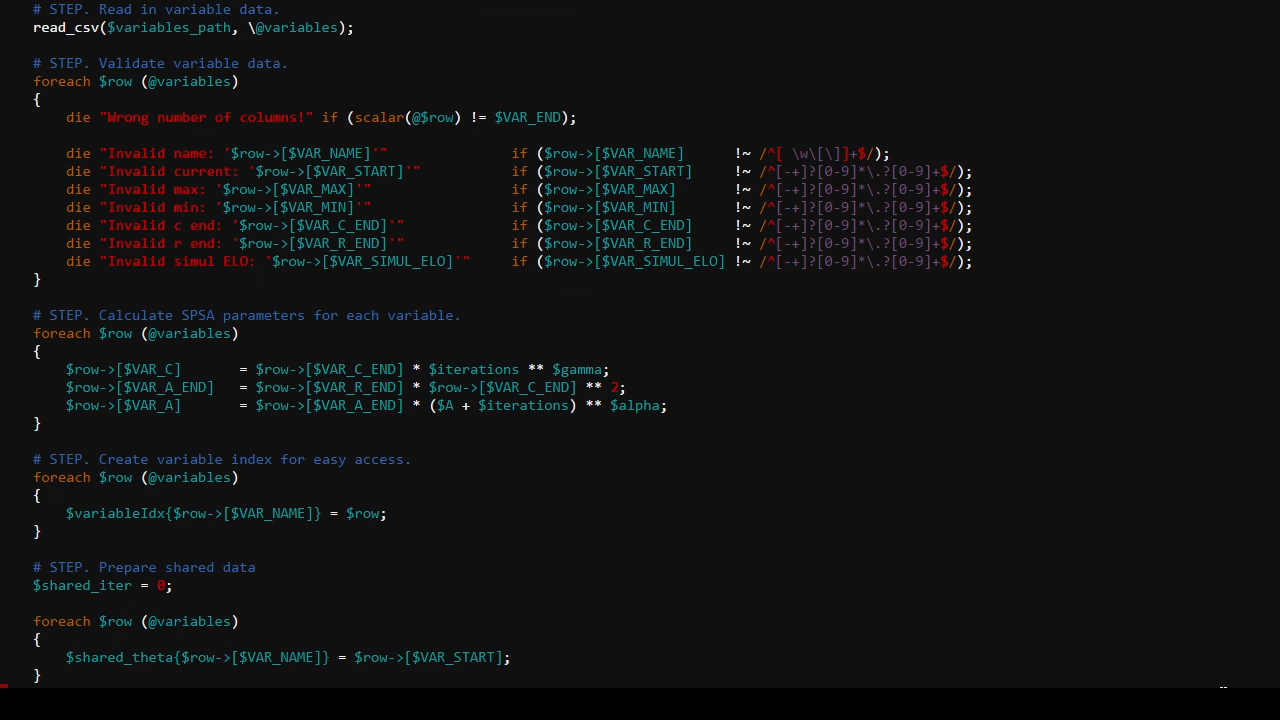 # STEP. Read in variable data.
read_csv($variables_path, \@variables);
# STEP. Validate variable data.
foreach $row (@variables)
{
die "Wrong number of columns!" if (scalar(@$row) != $VAR_END);
die "Invalid name: '$row->[$VAR_NAME]'" if ($row->[$VAR_NAME] !~ /^[ \w\[\]]+$/);
die "Invalid current: '$row->[$VAR_START]'" if ($row->[$VAR_START] !~ /^[-+]?[0-9]*\.?[0-9]+$/);
die "Invalid max: '$row->[$VAR_MAX]'" if ($row->[$VAR_MAX] !~ /^[-+]?[0-9]*\.?[0-9]+$/);
die "Invalid min: '$row->[$VAR_MIN]'" if ($row->[$VAR_MIN] !~ /^[-+]?[0-9]*\.?[0-9]+$/);
die "Invalid c end: '$row->[$VAR_C_END]'" if ($row->[$VAR_C_END] !~ /^[-+]?[0-9]*\.?[0-9]+$/);
die "Invalid r end: '$row->[$VAR_R_END]'" if ($row->[$VAR_R_END] !~ /^[-+]?[0-9]*\.?[0-9]+$/);
die "Invalid simul ELO: '$row->[$VAR_SIMUL_ELO]'" if ($row->[$VAR_SIMUL_ELO] !~ /^[-+]?[0-9]*\.?[0-9]+$/);
}
# STEP. Calculate SPSA parameters for each variable.
foreach $row (@variables)
{
$row->[$VAR_C] = $row->[$VAR_C_END] * $iterations ** $gamma;
$row->[$VAR_A_END] = $row->[$VAR_R_END] * $row->[$VAR_C_END] ** 2;
$row->[$VAR_A] = $row->[$VAR_A_END] * ($A + $iterations) ** $alpha;
}
# STEP. Create variable index for easy access.
foreach $row (@variables)
{
$variableIdx{$row->[$VAR_NAME]} = $row;
}
# STEP. Prepare shared data
$shared_iter = 0;
foreach $row (@variables)
{
$shared_theta{$row->[$VAR_NAME]} = $row->[$VAR_START];
}